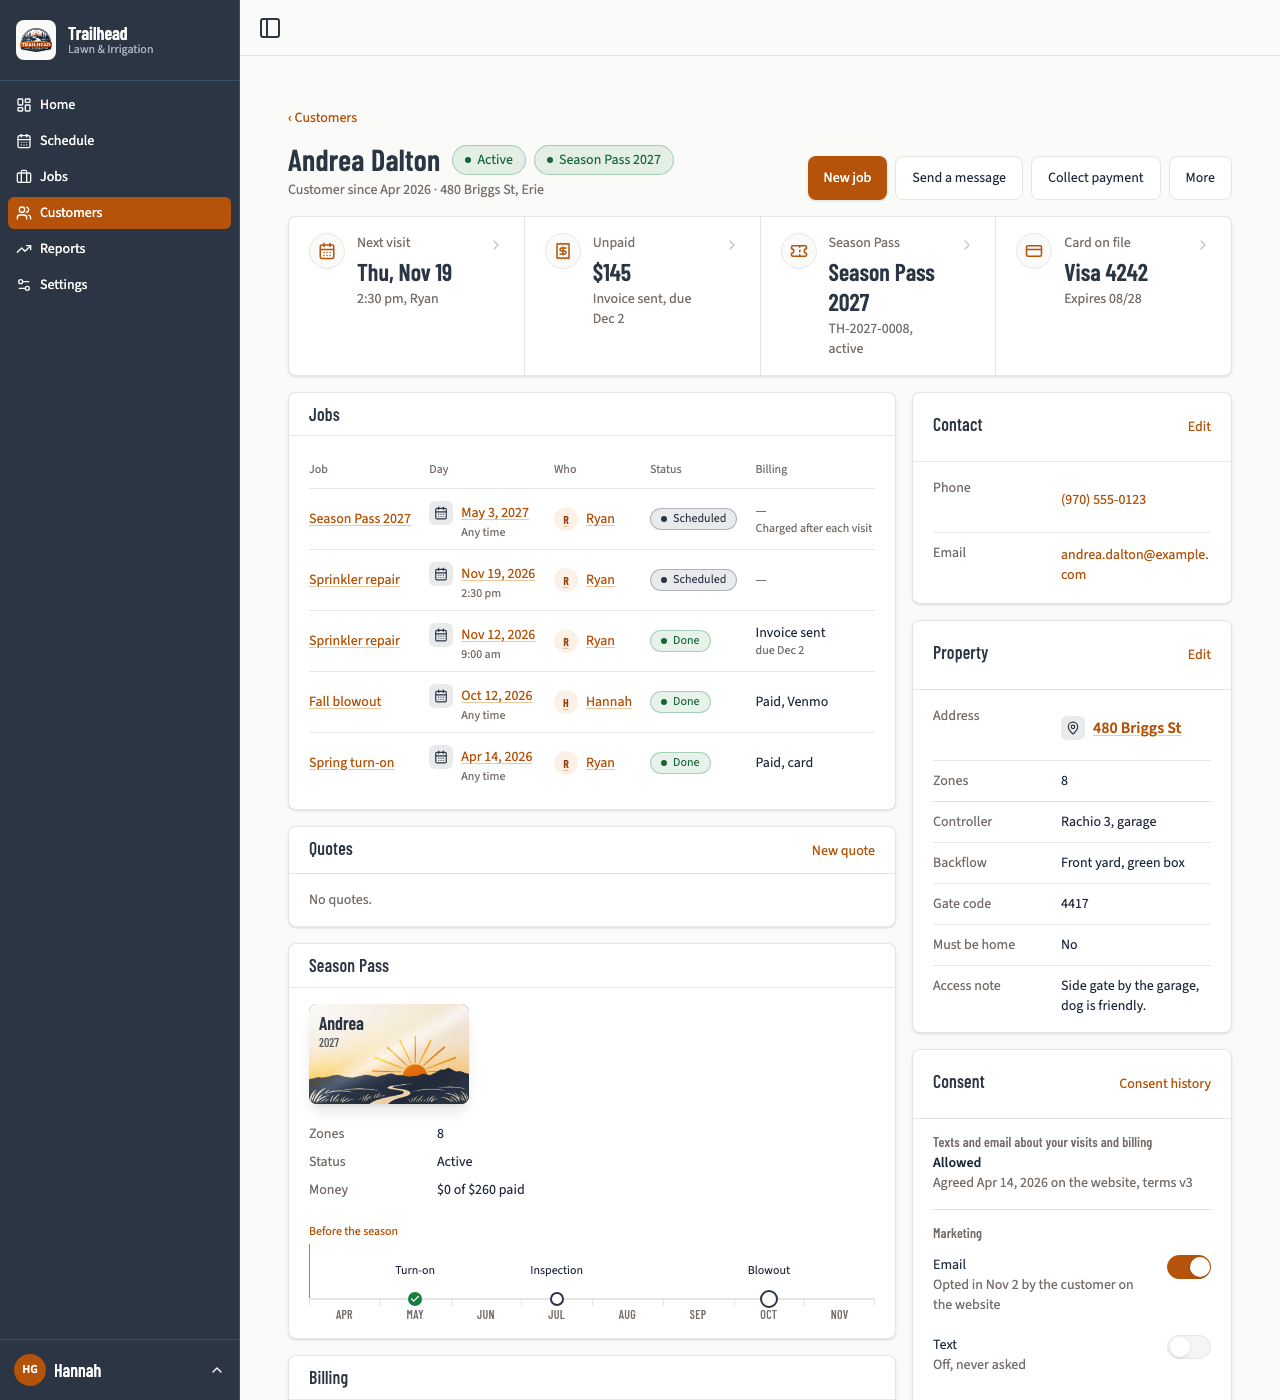 Trailhead
Lawn & Irrigation
Home
Schedule
Jobs
Customers
Reports
Settings
HG Hannah
‹ Customers
Andrea Dalton
Active
Season Pass 2027
Customer since Apr 2026 · 480 Briggs St, Erie
New job
Send a message
Collect payment
More
Next visit
Thu, Nov 19
2:30 pm, Ryan
Unpaid
$145
Invoice sent, due
Dec 2
Season Pass
Season Pass
2027
TH-2027-0008,
active
Card on file
Visa 4242
Expires 08/28
Jobs
Job Day Who Status Billing
Season Pass 2027 May 3, 2027 R Ryan Scheduled —
Any time Charged after each visit
Sprinkler repair Nov 19, 2026 R Ryan Scheduled —
2:30 pm
Sprinkler repair Nov 12, 2026 R Ryan Done Invoice sent
9:00 am due Dec 2
Fall blowout Oct 12, 2026 H Hannah Done Paid, Venmo
Any time
Spring turn-on Apr 14, 2026 R Ryan Done Paid, card
Any time
Quotes
New quote
No quotes.
Season Pass
Andrea
2027
Zones 8
Status Active
Money $0 of $260 paid
Before the season
Turn-on Inspection Blowout
APR MAY JUN JUL AUG SEP OCT NOV
Billing
Contact
Edit
Phone
(970) 555-0123
Email
andrea.dalton@example.
com
Property
Edit
Address
480 Briggs St
Zones 8
Controller Rachio 3, garage
Backflow Front yard, green box
Gate code 4417
Must be home No
Access note Side gate by the garage,
dog is friendly.
Consent
Consent history
Texts and email about your visits and billing
Allowed
Agreed Apr 14, 2026 on the website, terms v3
Marketing
Email
Opted in Nov 2 by the customer on
the website
Text
Off, never asked